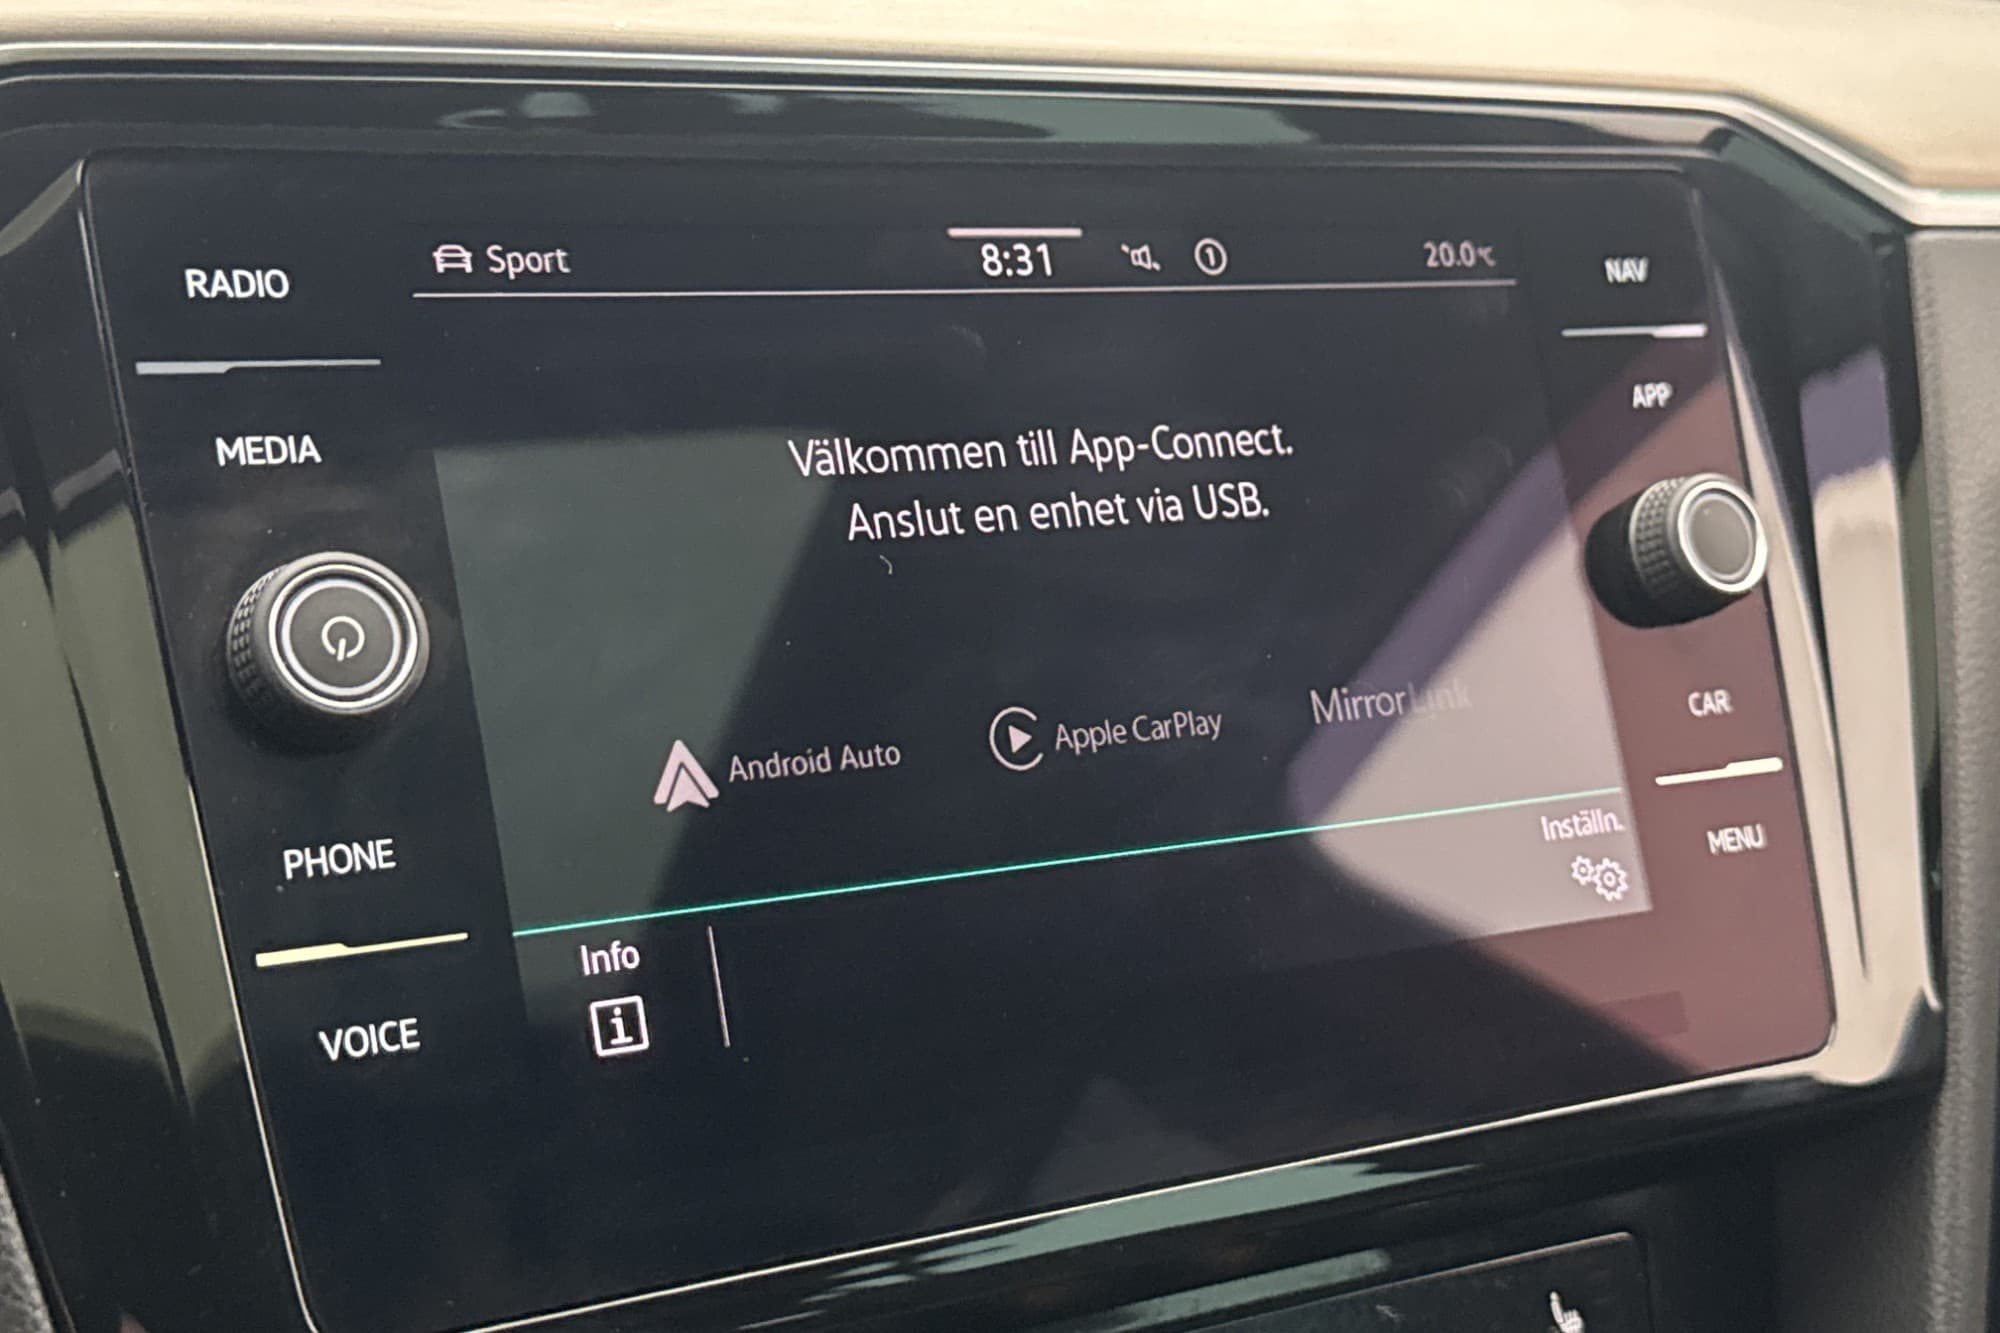 RADIO
MEDIA
PHONE
VOICE
Sport
8:31
1
20.0°C
Välkommen till App-Connect.
Anslut en enhet via USB.
Android Auto
Apple CarPlay
MirrorLink
Inställn.
Info
i
NAV
APP
CAR
MENU